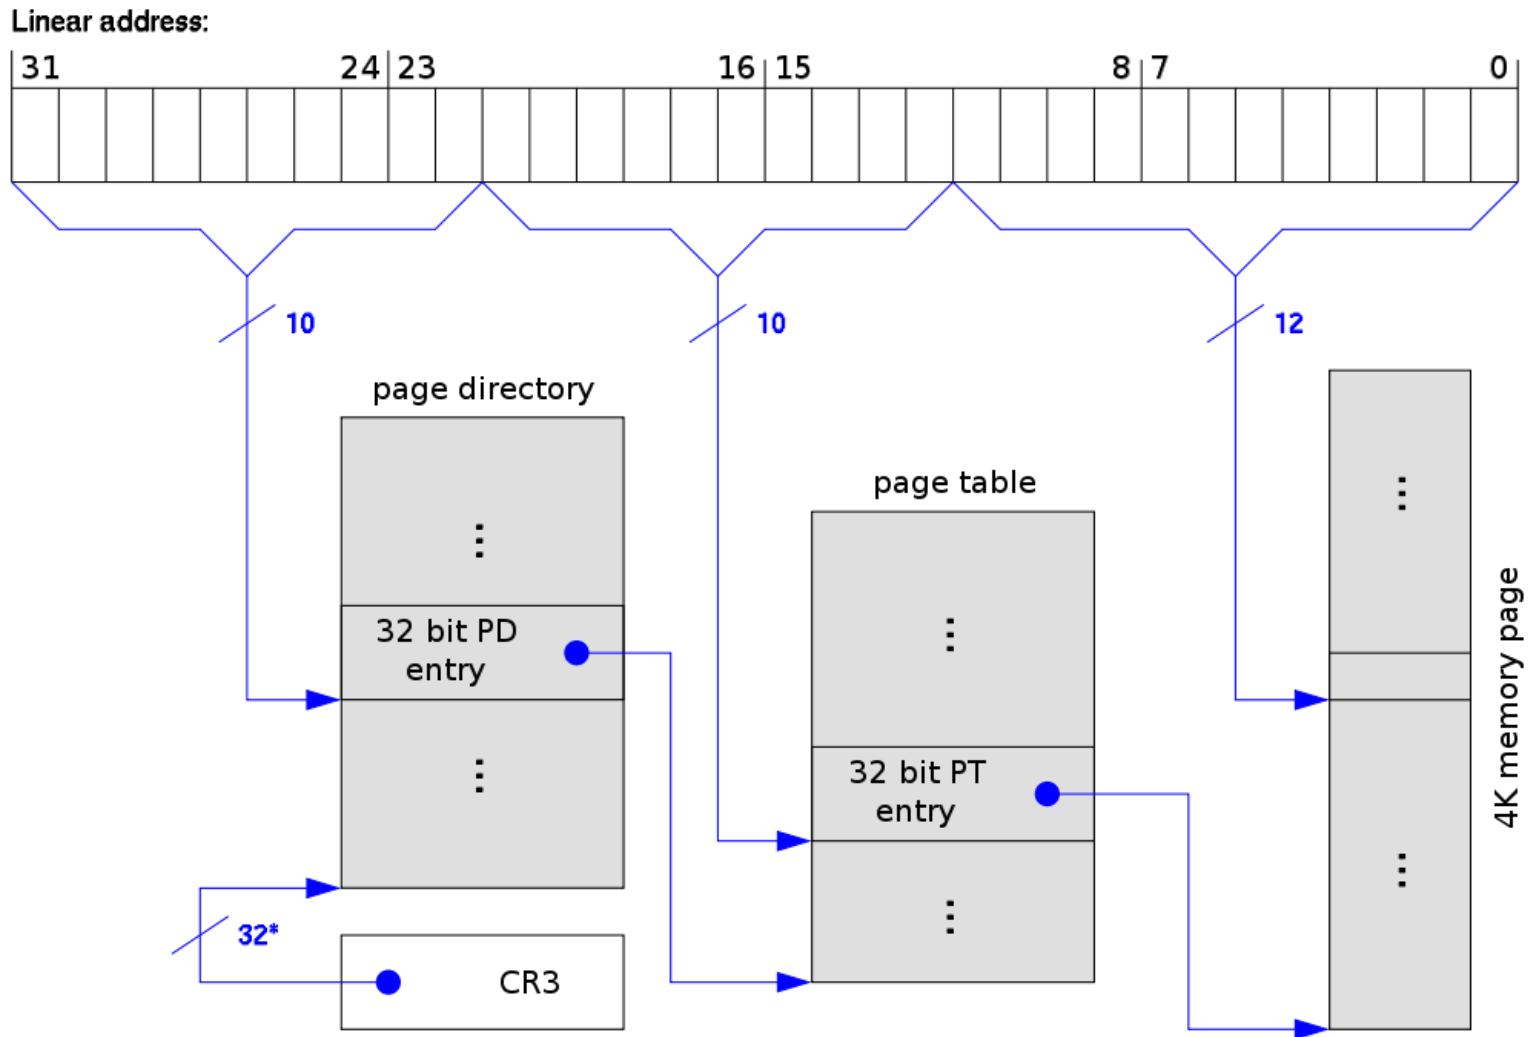 Linear address:
31 24 23 16 15 8 7 0
10 10 12
page directory
page table
32 bit PD
entry
32 bit PT
entry
4K memory page
32*
CR3